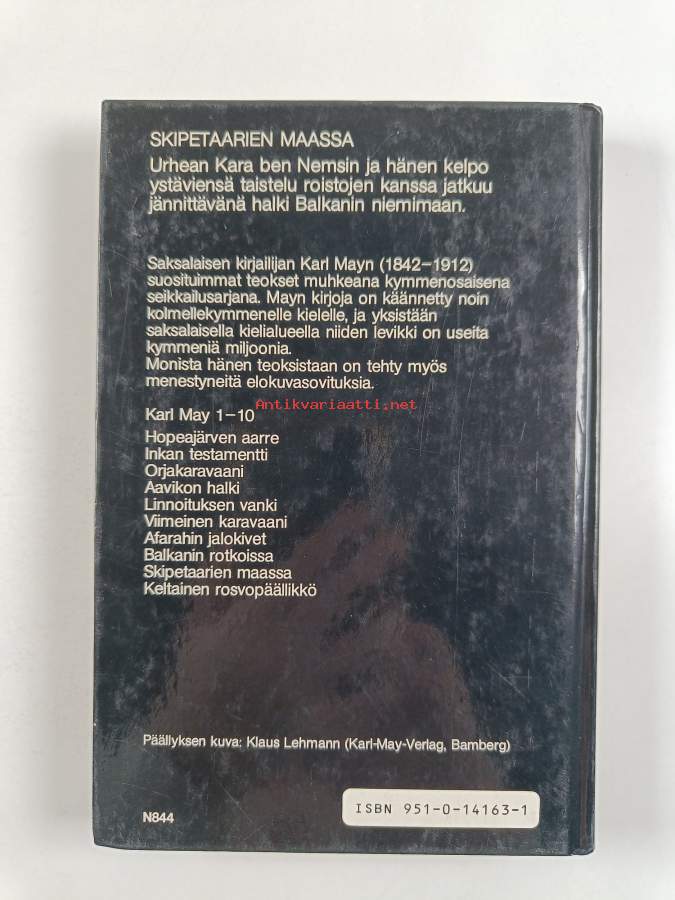 SKIPETAARIEN MAASSA
Urhean Kara ben Nemsin ja hänen kelpo
ystäviensä taistelu roistojen kanssa jatkuu
jännittävänä halki Balkanin niemimaan.
Saksalaisen kirjailijan Karl Mayn (1842–1912)
suosituimmat teokset muhkeana kymmenosaisena
seikkailusarjana. Mayn kirjoja on käännetty noin
kolmellekymmenelle kielelle, ja yksistään
saksalaisella kielialueella niiden levikki on useita
kymmeniä miljoonia.
Monista hänen teoksistaan on tehty myös
menestyneitä elokuvasovituksia.
Antikvariaatti.net
Karl May 1–10
Hopeajärven aarre
Inkan testamentti
Orjakaravaani
Aavikon halki
Linnoituksen vanki
Viimeinen karavaani
Afarahin jalokivet
Balkanin rotkoissa
Skipetaarien maassa
Keltainen rosvopäällikkö
Päällyksen kuva: Klaus Lehmann (Karl-May-Verlag, Bamberg)
ISBN 951-0-14163-1
N844